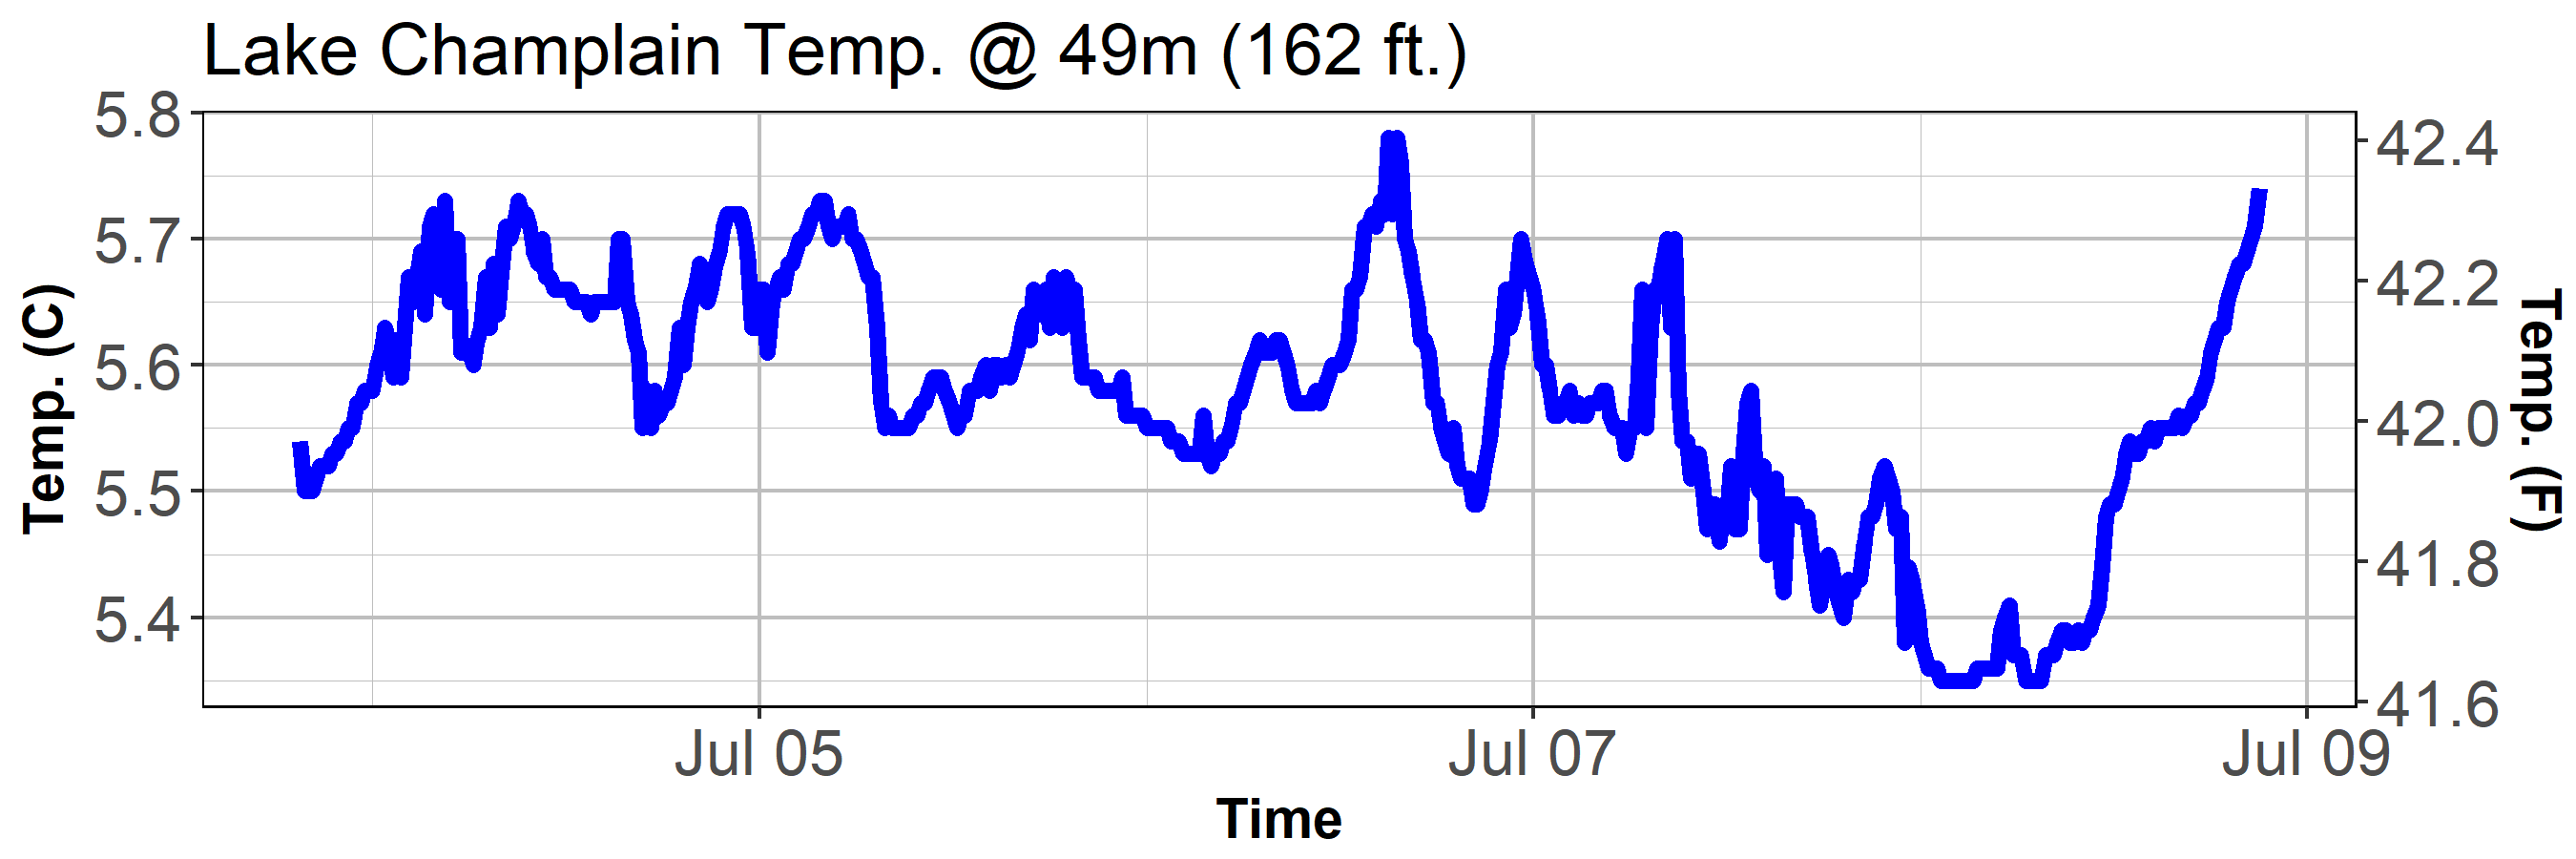 Lake Champlain Temp. @ 49m (162 ft.)
5.8
5.7
5.6
5.5
5.4
Temp. (C)
42.4
42.2
42.0
41.8
41.6
Temp. (F)
Jul 05
Jul 07
Jul 09
Time